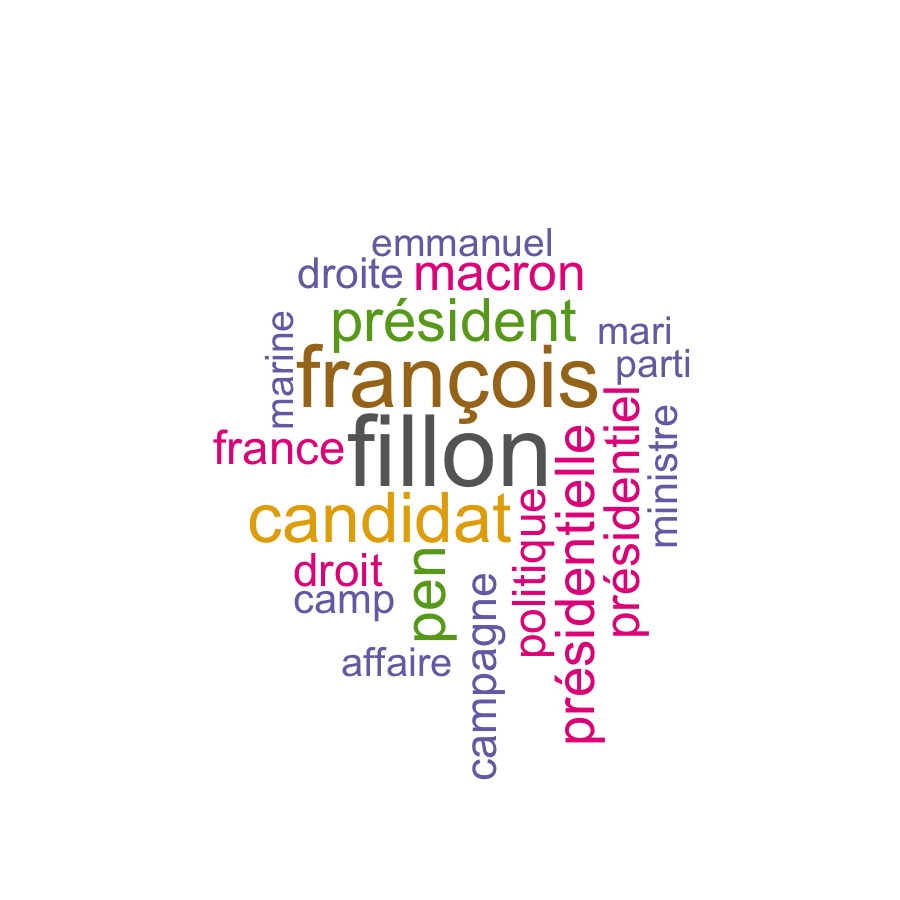 emmanuel
droite
macron
président
marine
mari
françois
parti
france
fillon
présidentiel
présidentielle
ministre
candidat
politique
droit
pen
camp
campagne
affaire